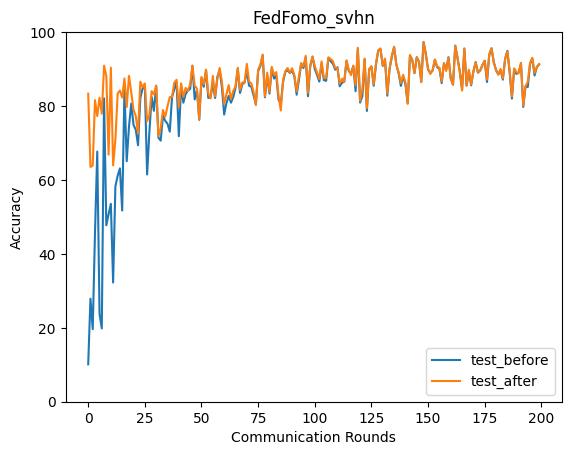 FedFomo_svhn
Accuracy
100
80
60
40
20
0
test_before
test_after
0 25 50 75 100 125 150 175 200
Communication Rounds